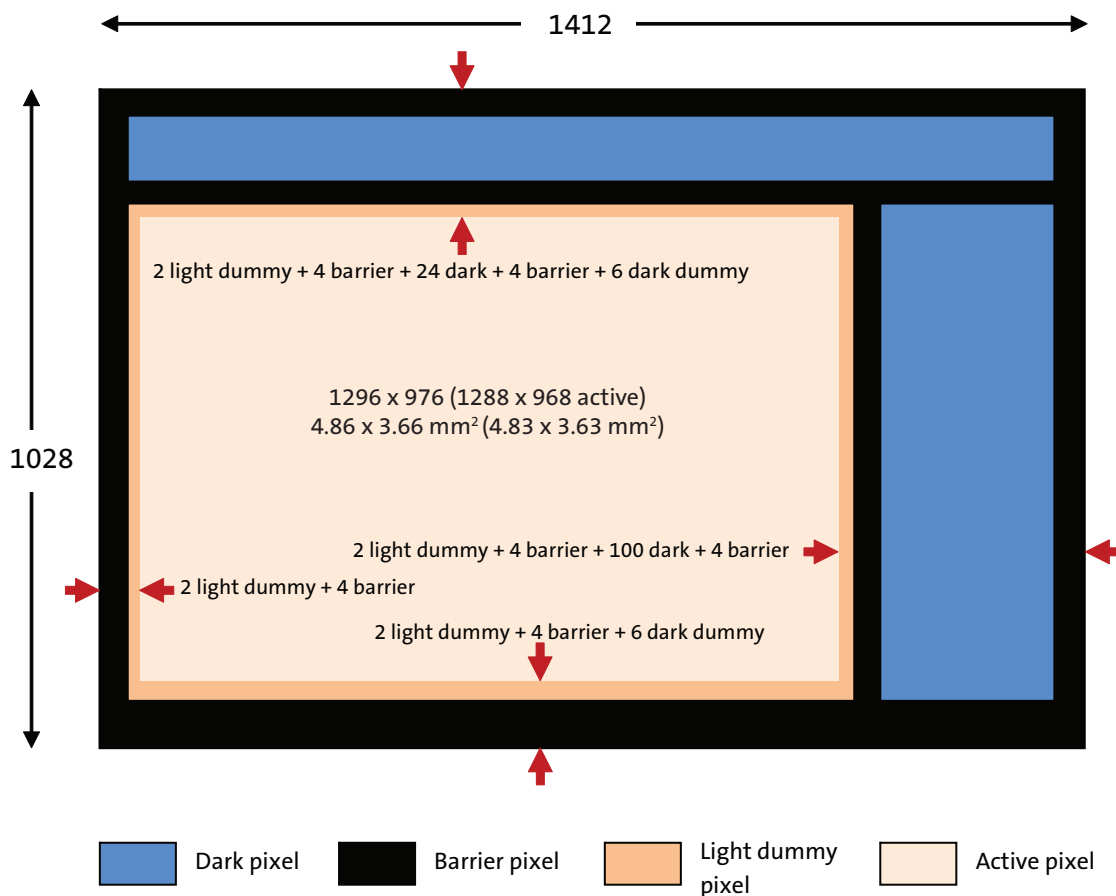 1412
2 light dummy + 4 barrier + 24 dark + 4 barrier + 6 dark dummy
1296 x 976 (1288 x 968 active)
4.86 x 3.66 mm² (4.83 x 3.63 mm²)
1028
2 light dummy + 4 barrier + 100 dark + 4 barrier
2 light dummy + 4 barrier
2 light dummy + 4 barrier + 6 dark dummy
Dark pixel
Barrier pixel
Light dummy
pixel
Active pixel